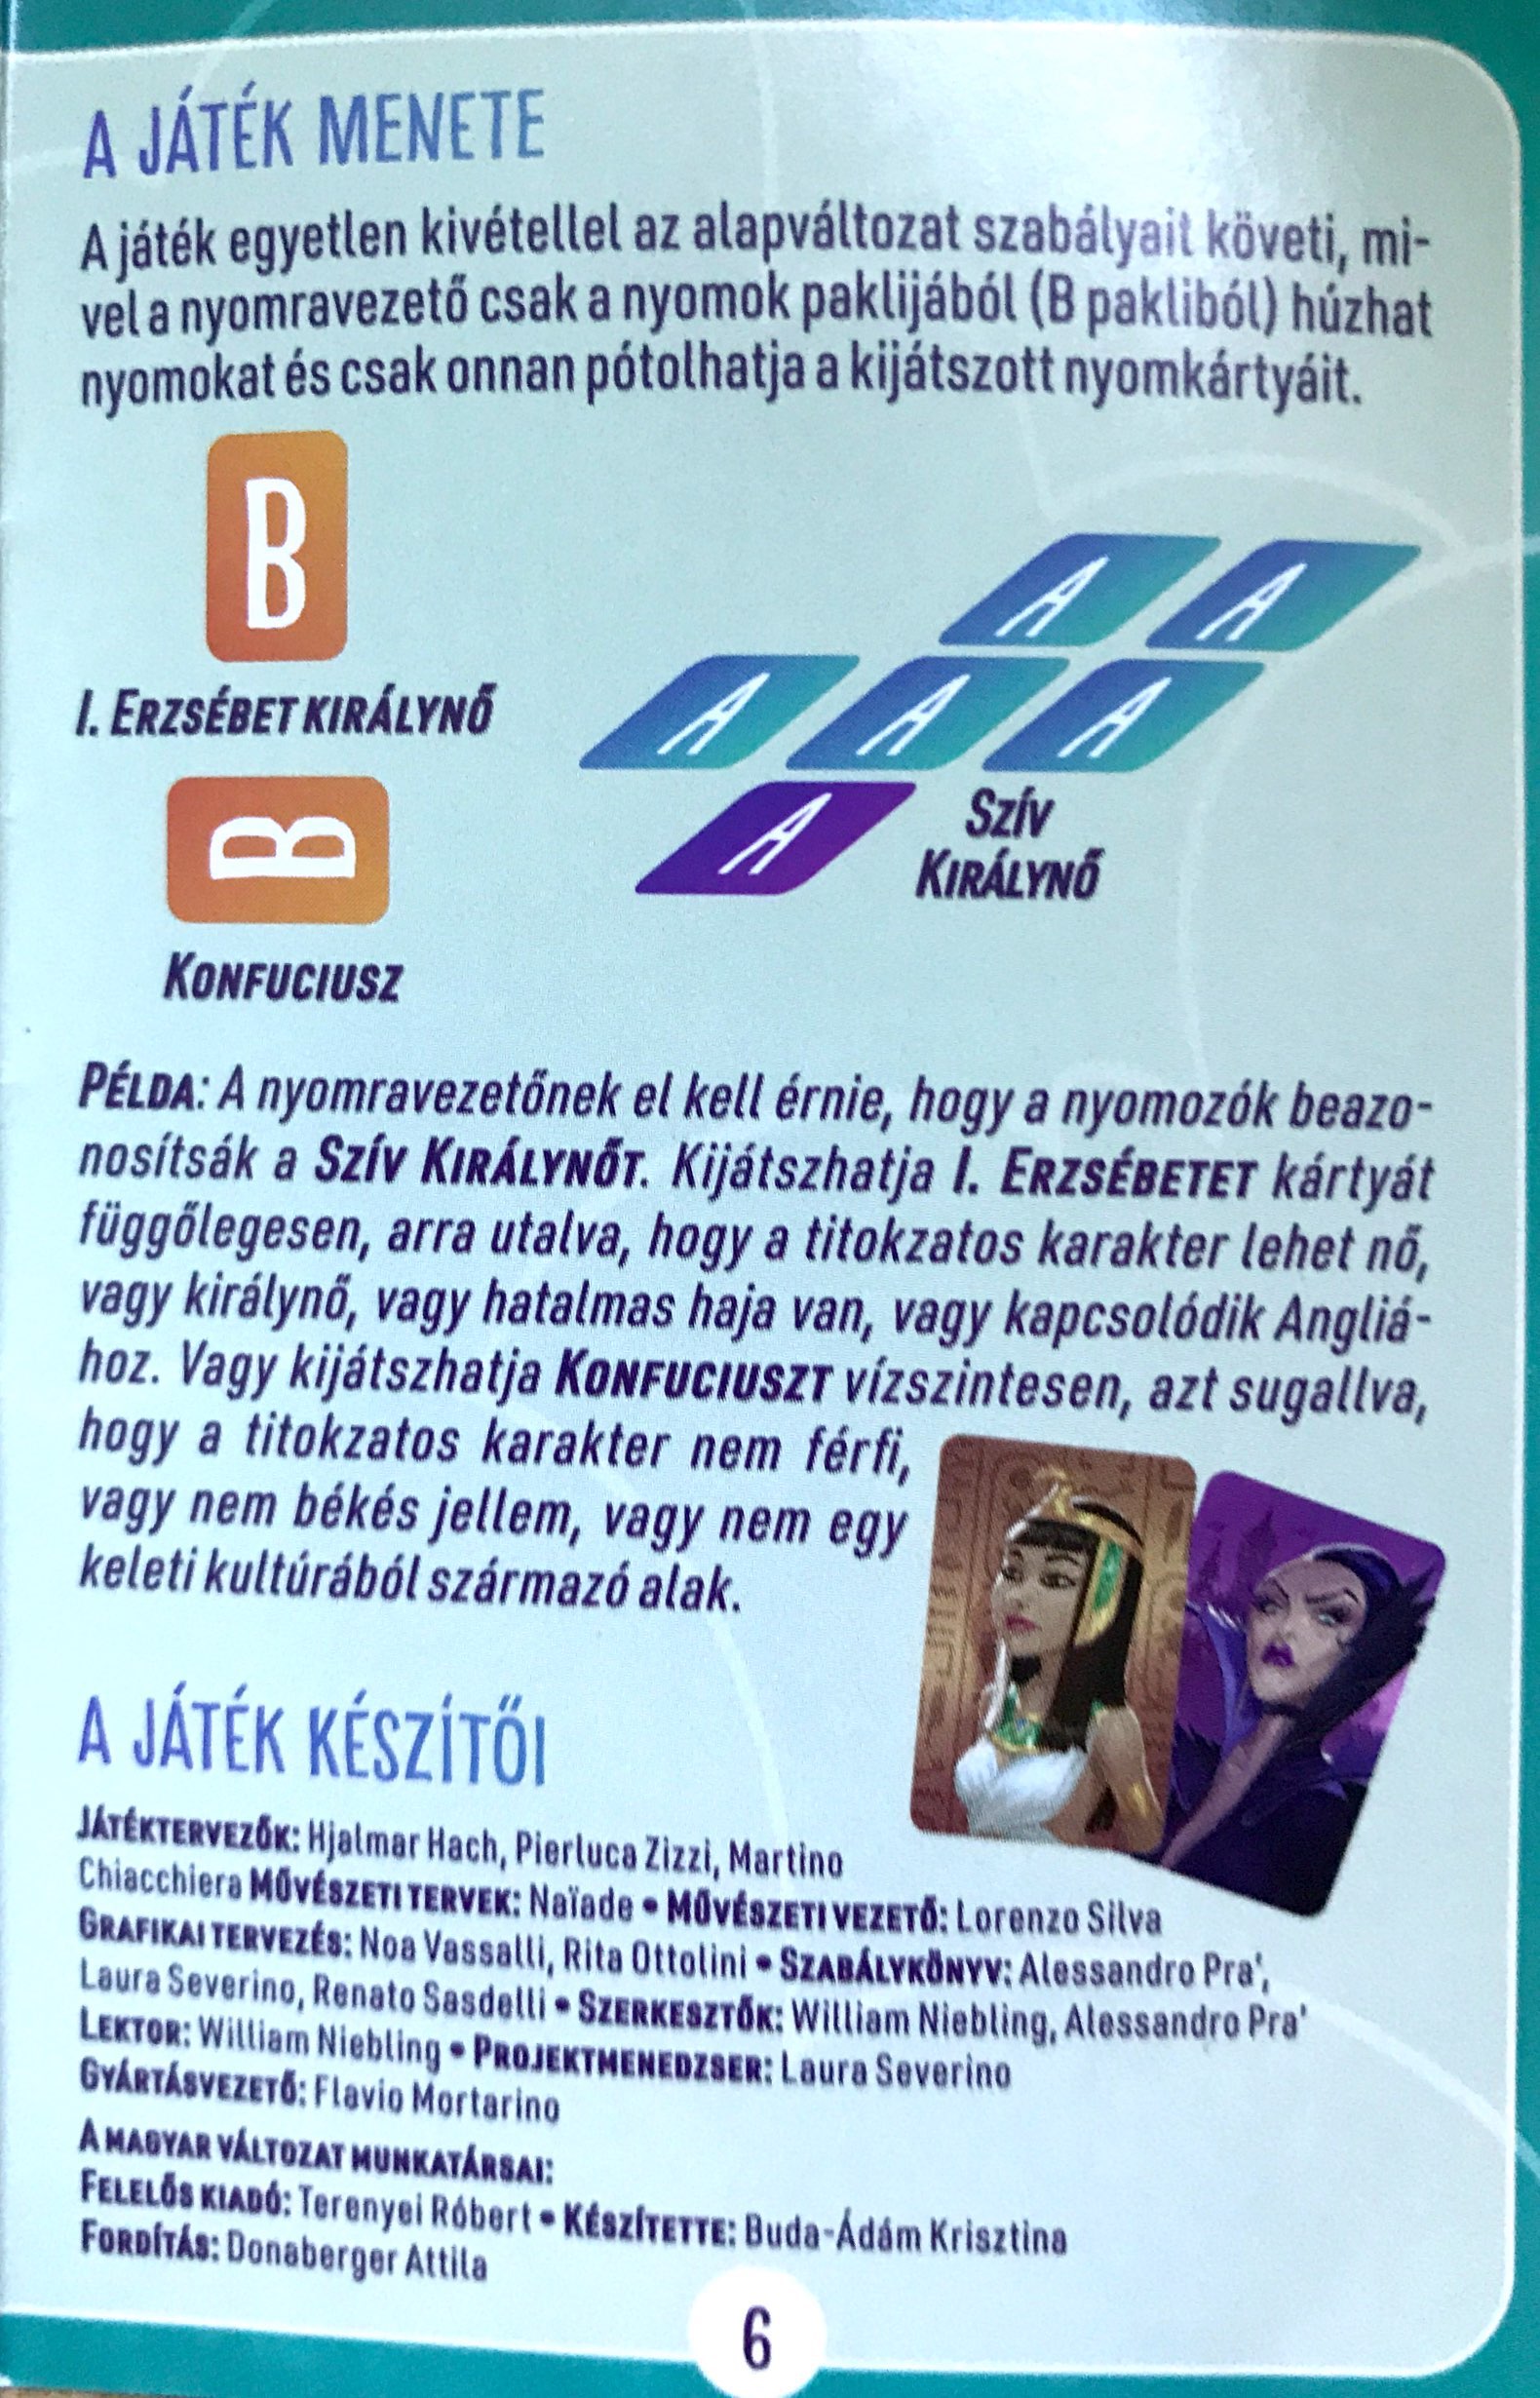 A JÁTÉK MENETE
A játék egyetlen kivétellel az alapváltozat szabályait követi, mi-
vel a nyomravezető csak a nyomok paklijából (B pakliból) húzhat
nyomokat és csak onnan pótolhatja a kijátszott nyomkártyáit.
B
I. ERZSÉBET KIRÁLYNŐ
B
KONFUCIUSZ
A A
A A A
A
SZÍV
KIRÁLYNŐ
PÉLDA: A nyomravezetőnek el kell érnie, hogy a nyomozók beazo-
nosítsák a SZÍV KIRÁLYNŐT. Kijátszhatja I. ERZSÉBETET kártyát
függőlegesen, arra utalva, hogy a titokzatos karakter lehet nő,
vagy királynő, vagy hatalmas haja van, vagy kapcsolódik Angliá-
hoz. Vagy kijátszhatja KONFUCIUSZT vízszintesen, azt sugallva,
hogy a titokzatos karakter nem férfi,
vagy nem békés jellem, vagy nem egy
keleti kultúrából származó alak.
A JÁTÉK KÉSZÍTŐI
JÁTÉKTERVEZŐK: Hjalmar Hach, Pierluca Zizzi, Martino
Chiacchiera MŰVÉSZETI TERVEK: Naïade • MŰVÉSZETI VEZETŐ: Lorenzo Silva
GRAFIKAI TERVEZÉS: Noa Vassalli, Rita Ottolini • SZABÁLYKÖNYV: Alessandro Pra',
Laura Severino, Renato Sasdelli • SZERKESZTŐK: William Niebling, Alessandro Pra'
LEKTOR: William Niebling • PROJEKTMENEDZSER: Laura Severino
GYÁRTÁSVEZETŐ: Flavio Mortarino
A MAGYAR VÁLTOZAT MUNKATÁRSAI:
FELELŐS KIADÓ: Terenyei Róbert • KÉSZÍTETTE: Buda-Ádám Krisztina
FORDÍTÁS: Donaberger Attila
6